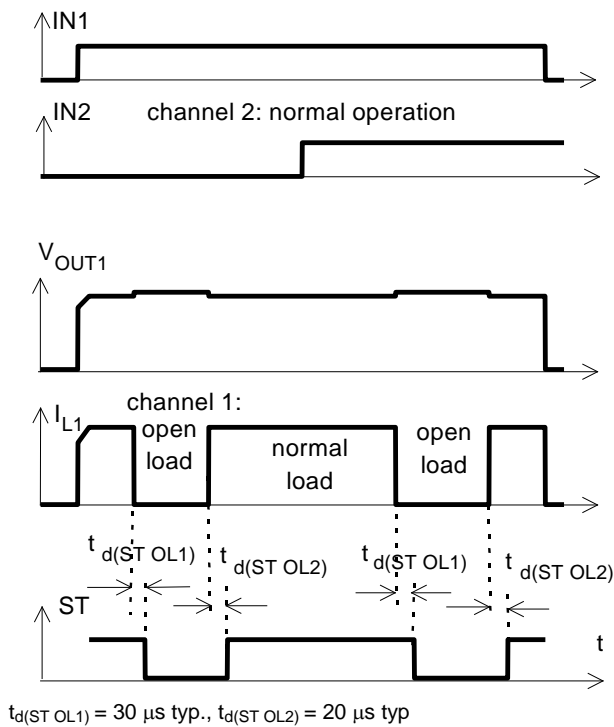 IN1
IN2 channel 2: normal operation
VOUT1
IL1
channel 1:
open
load
normal
load
open
load
td(ST OL1)
td(ST OL2)
td(ST OL1)
td(ST OL2)
ST
t
td(ST OL1) = 30 µs typ., td(ST OL2) = 20 µs typ